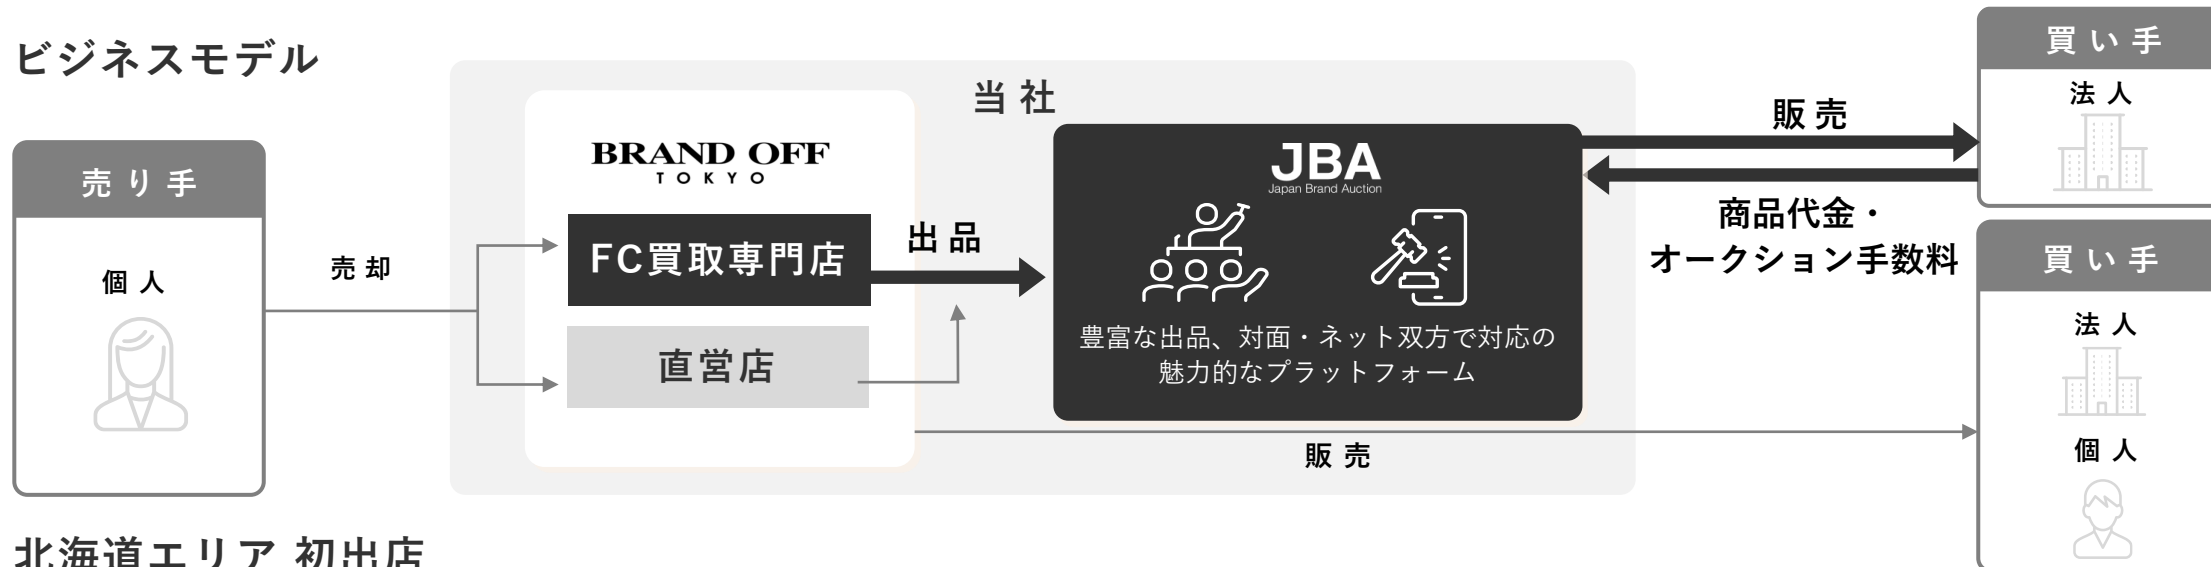 ビジネスモデル
売り手
個人
売却
当社
BRAND OFF
TOKYO
FC買取専門店
直営店
出品
JBA
Japan Brand Auction
豊富な出品、対面・ネット双方で対応の
魅力的なプラットフォーム
販売
商品代金・
オークション手数料
販売
買い手
法人
買い手
法人
個人
北海道エリア 初出店